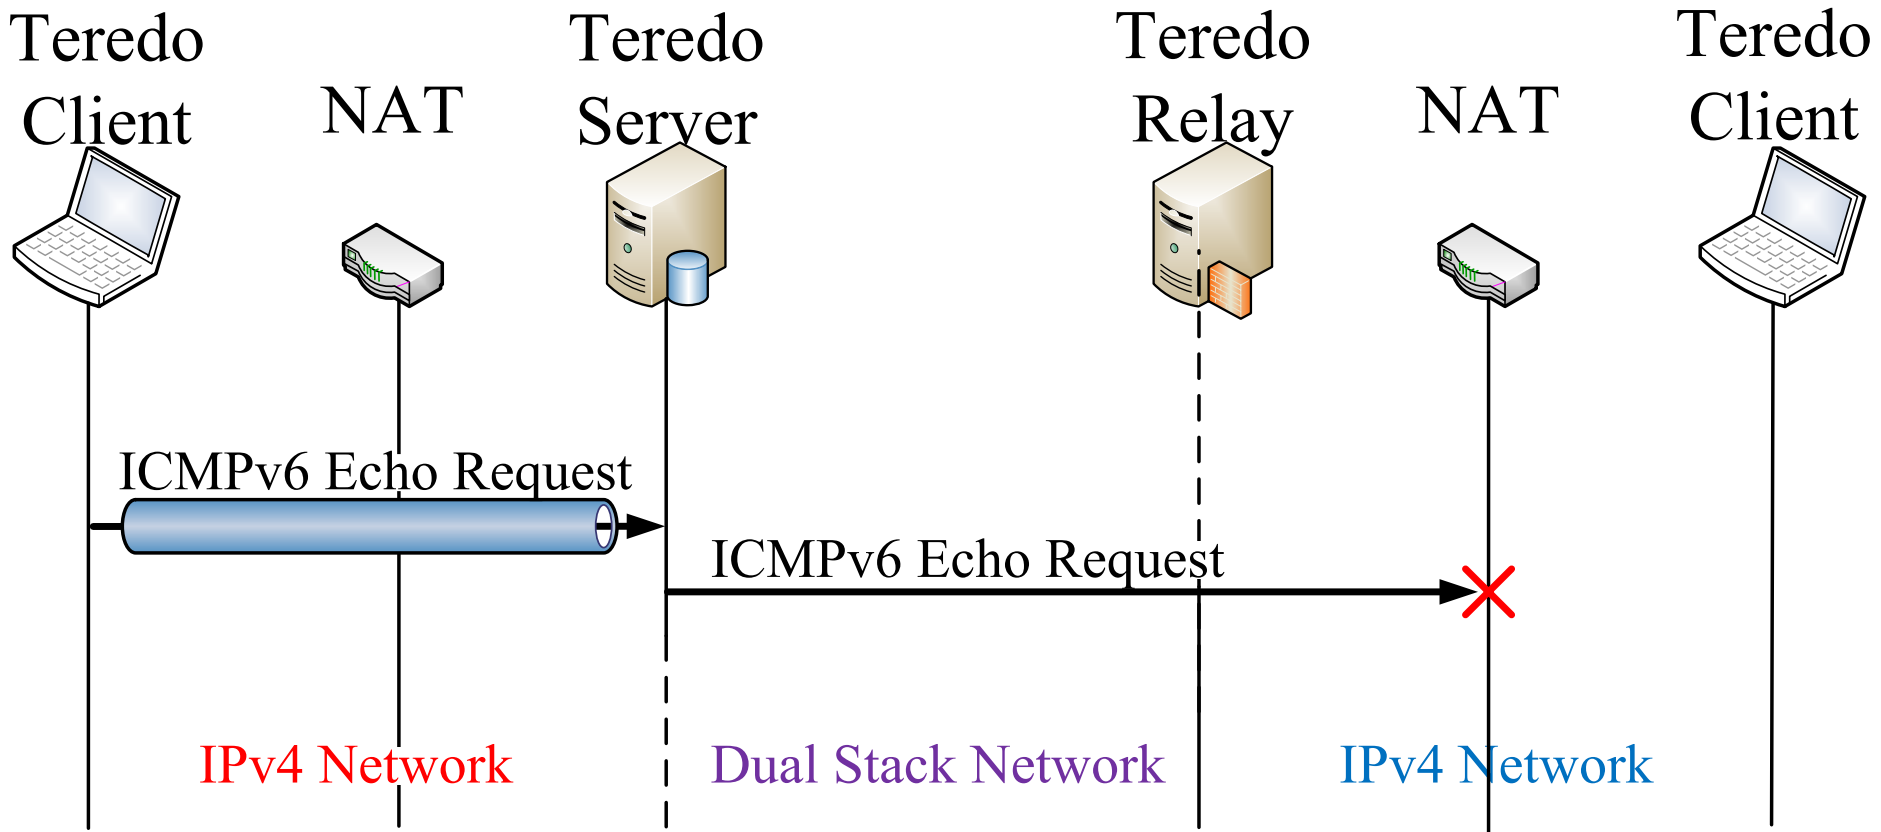 Teredo
Client
NAT
Teredo
Server
Teredo
Relay
NAT
Teredo
Client
ICMPv6 Echo Request
ICMPv6 Echo Request
IPv4 Network
Dual Stack Network
IPv4 Network